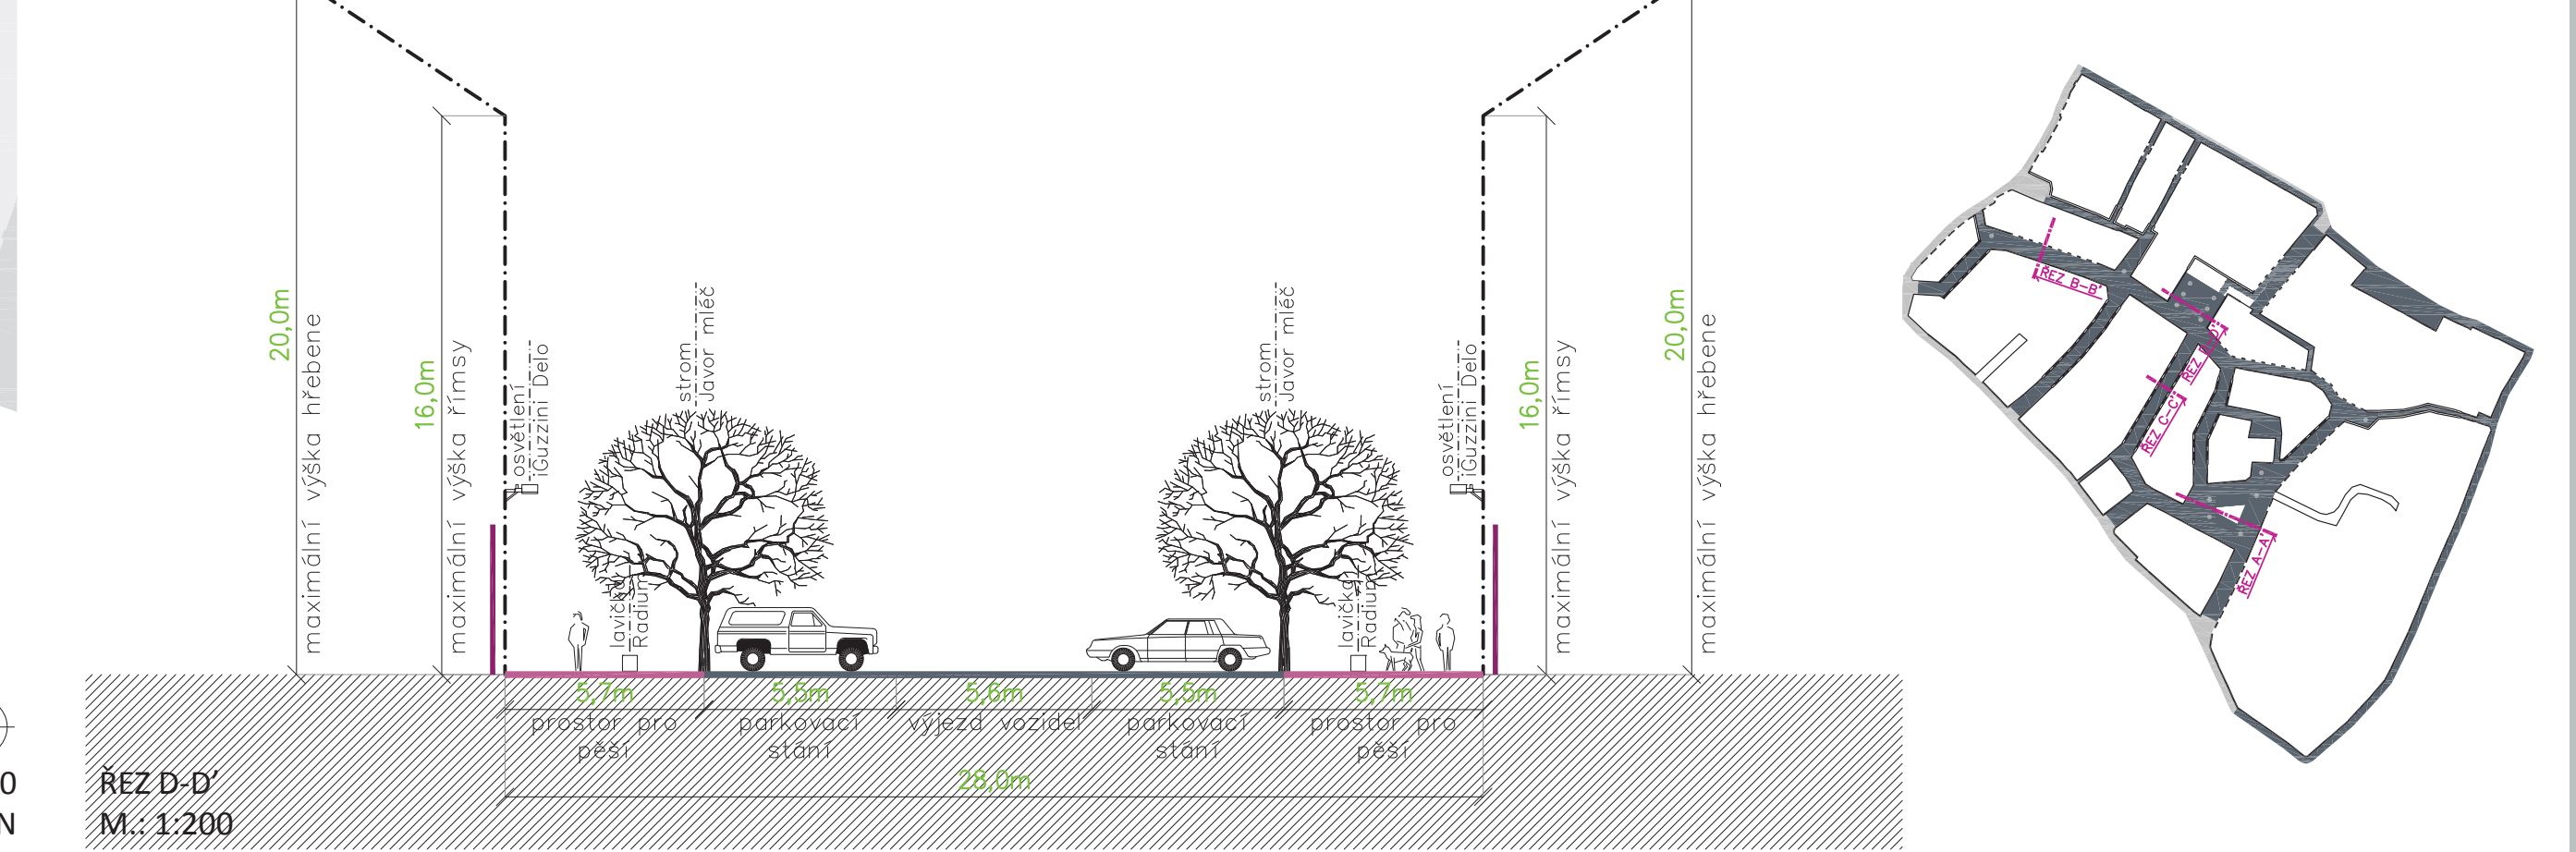 20,0m
maximální výška hřebene
16,0m
maximální výška římsy
osvětlení
iGuzzini Delo
strom
Javor mléč
lavička
Radium
strom
Javor mléč
lavička
Radium
osvětlení
iGuzzini Delo
16,0m
maximální výška římsy
20,0m
maximální výška hřebene
5,7m
5,5m
5,6m
5,5m
5,7m
prostor pro
pěší
parkovací
stání
výjezd vozidel
parkovací
stání
prostor pro
pěší
28,0m
0
N
ŘEZ D-D’
M.: 1:200
ŘEZ B-B'
ŘEZ D-D'
ŘEZ C-C'
ŘEZ A-A'